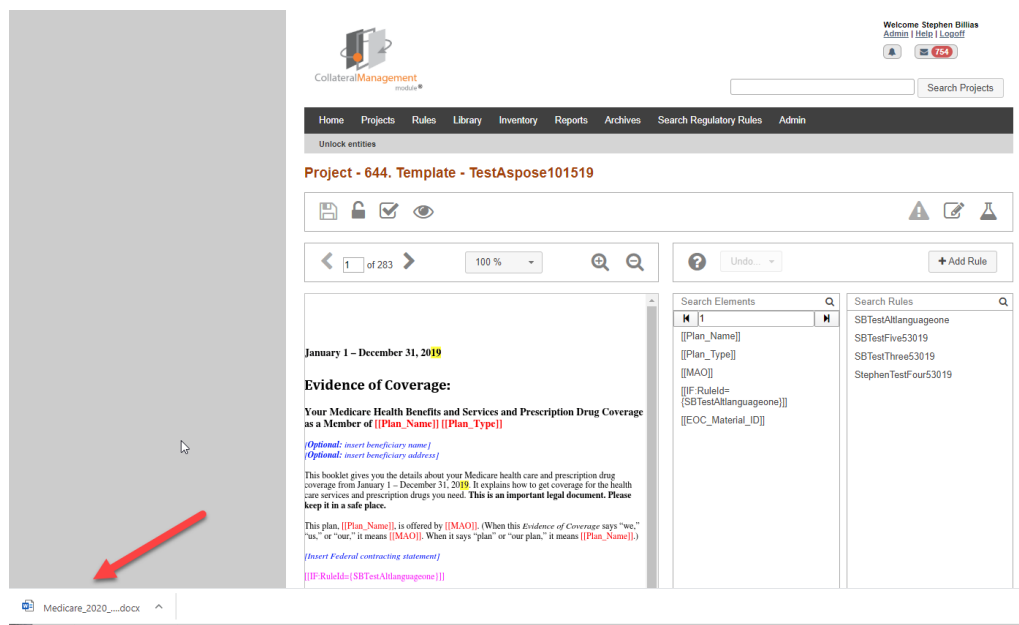 Welcome Stephen Billias
Admin | Help | Logoff
754
CollateralManagement
module
Search Projects
Home Projects Rules Library Inventory Reports Archives Search Regulatory Rules Admin
Unlock entities
Project - 644. Template - TestAspose101519
1 of 283
100 %
Undo...
+ Add Rule
Search Elements
1
[[Plan_Name]]
[[Plan_Type]]
[[MAO]]
[[IF:RuleId=
{SBTestAltlanguageone}]]
[[EOC_Material_ID]]
Search Rules
SBTestAltlanguageone
SBTestFive53019
SBTestThree53019
StephenTestFour53019
January 1 – December 31, 2019
Evidence of Coverage:
Your Medicare Health Benefits and Services and Prescription Drug Coverage
as a Member of [[Plan_Name]] [[Plan_Type]]
[Optional: insert beneficiary name]
[Optional: insert beneficiary address]
This booklet gives you the details about your Medicare health care and prescription drug
coverage from January 1 – December 31, 2019. It explains how to get coverage for the health
care services and prescription drugs you need. This is an important legal document. Please
keep it in a safe place.
This plan, [[Plan_Name]], is offered by [[MAO]]. (When this Evidence of Coverage says “we,”
“us,” or “our,” it means [[MAO]]. When it says “plan” or “our plan,” it means [[Plan_Name]].)
[Insert Federal contracting statement]
[[IF:RuleId={SBTestAltlanguageone}]]
Medicare_2020_....docx